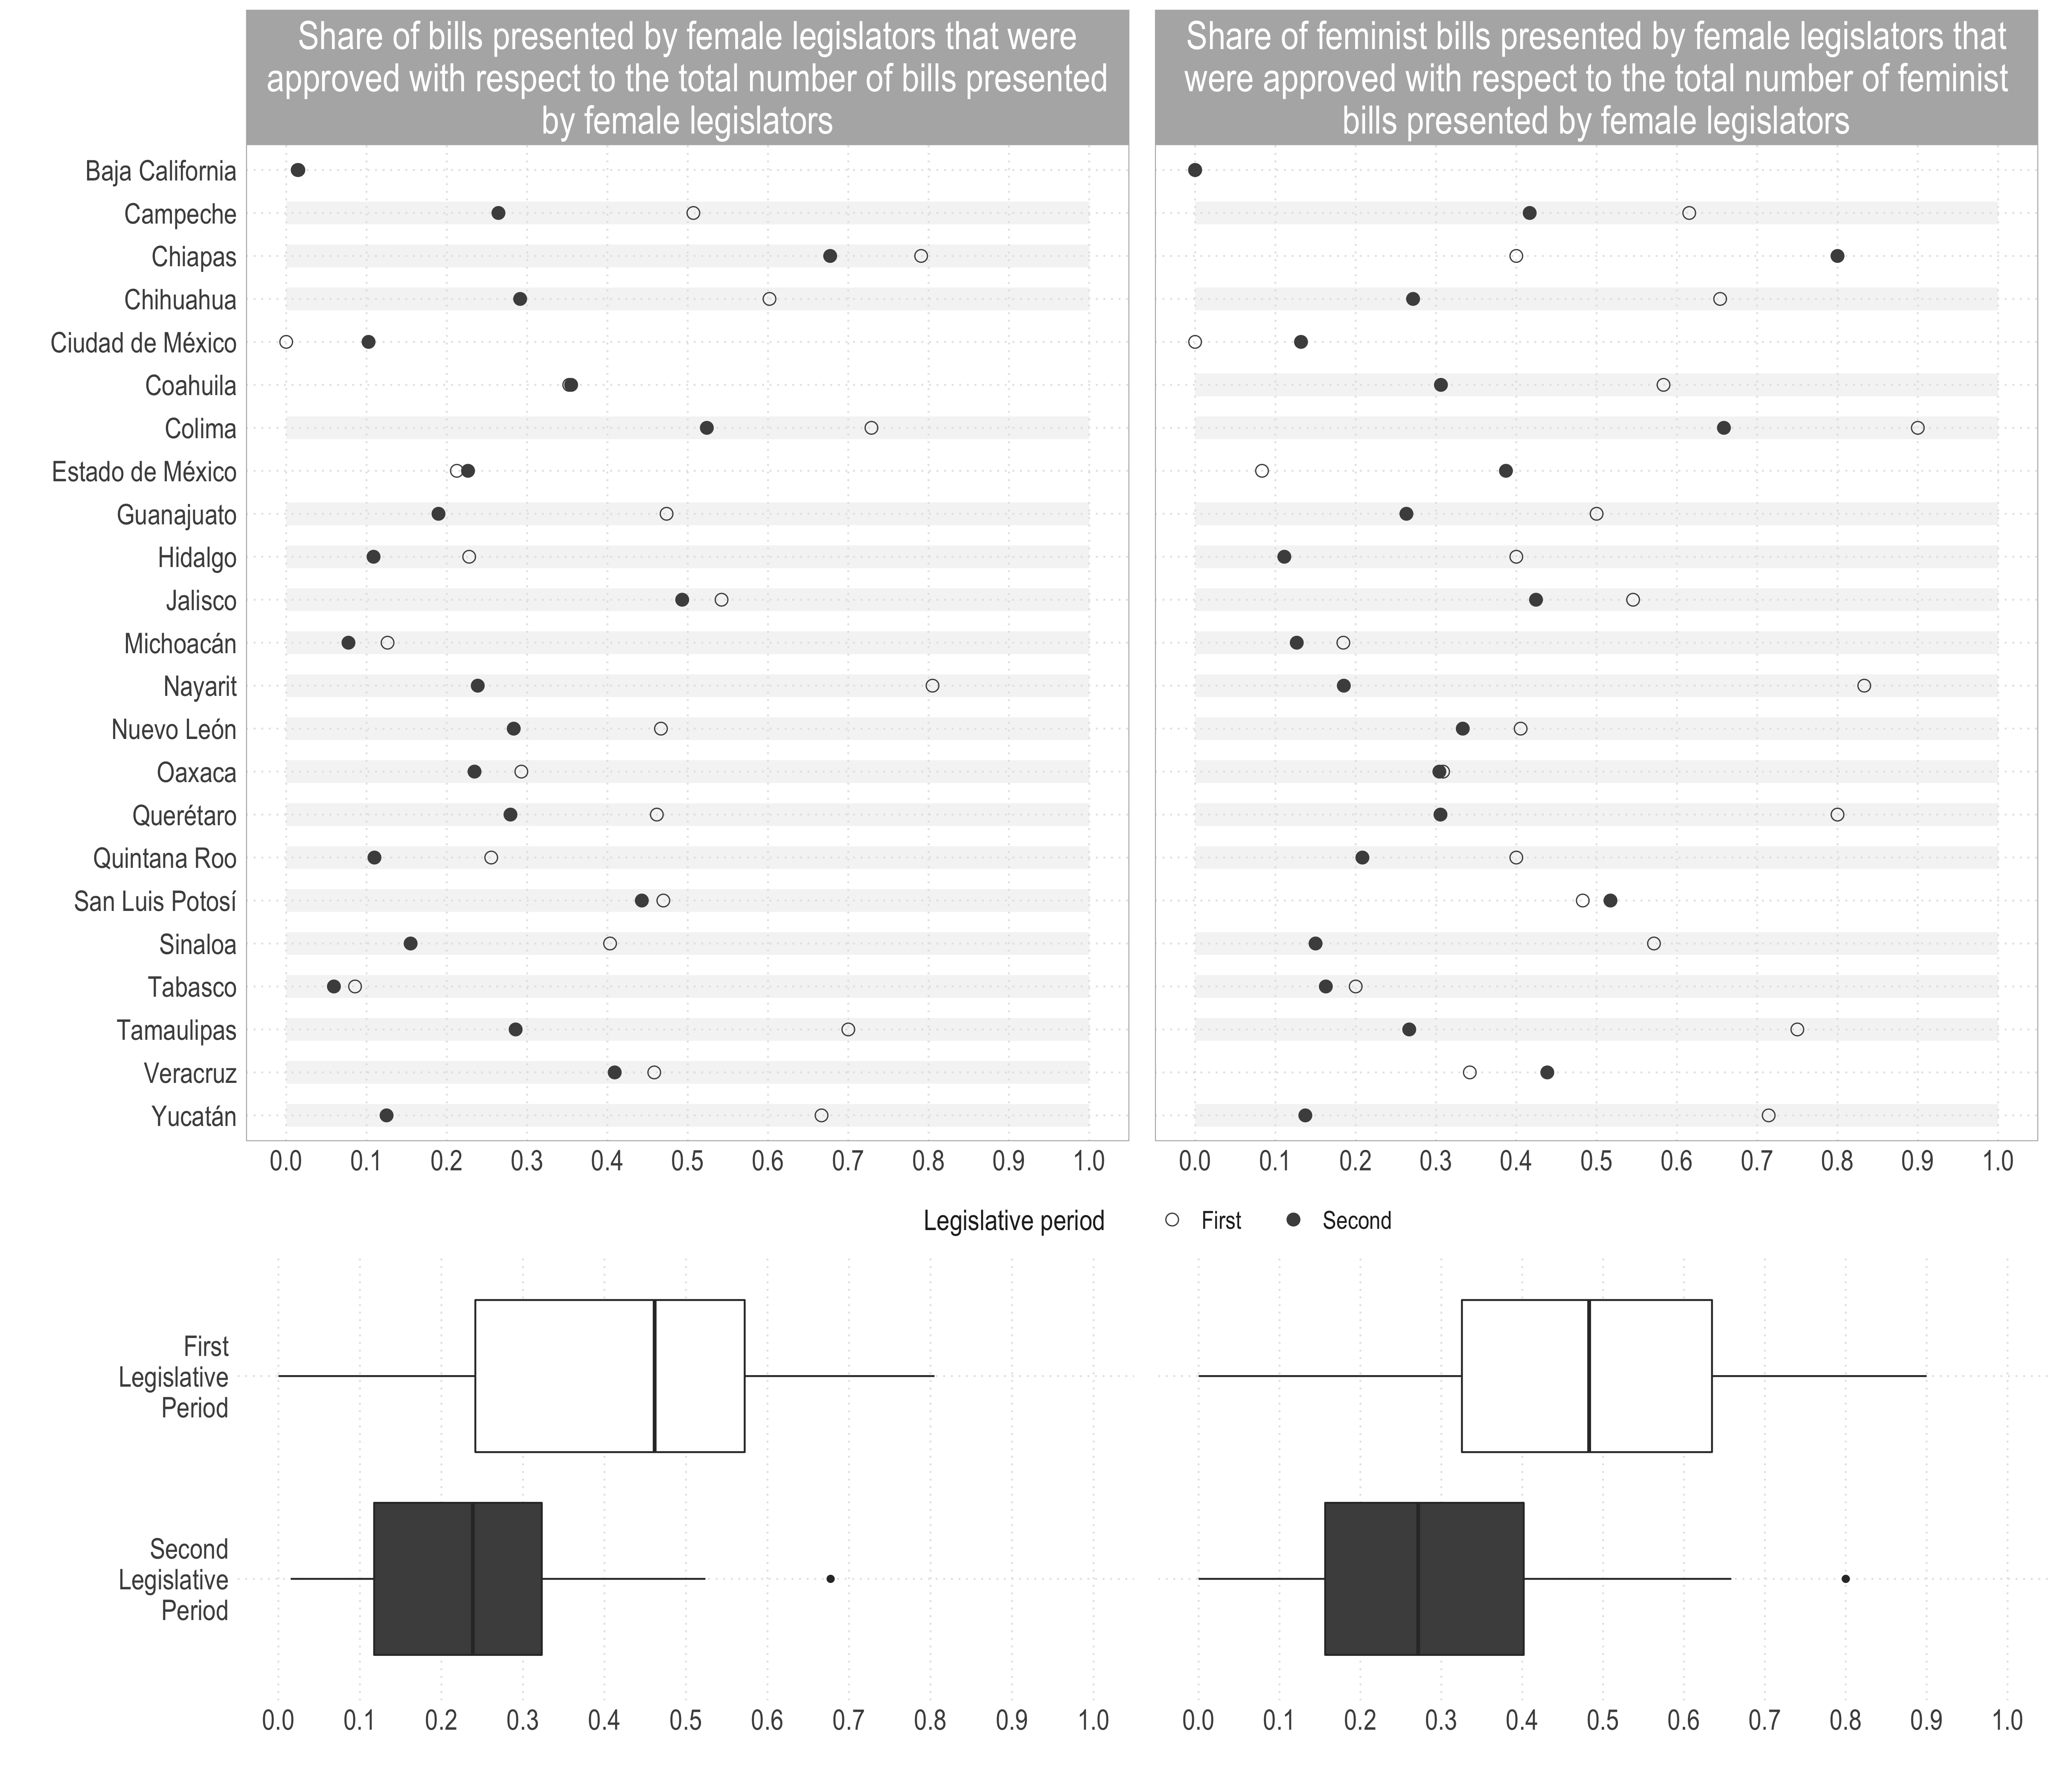 Share of bills presented by female legislators that were
approved with respect to the total number of bills presented
by female legislators
Share of feminist bills presented by female legislators that
were approved with respect to the total number of feminist
bills presented by female legislators
Baja California
Campeche
Chiapas
Chihuahua
Ciudad de México
Coahuila
Colima
Estado de México
Guanajuato
Hidalgo
Jalisco
Michoacán
Nayarit
Nuevo León
Oaxaca
Querétaro
Quintana Roo
San Luis Potosí
Sinaloa
Tabasco
Tamaulipas
Veracruz
Yucatán
0.0 0.1 0.2 0.3 0.4 0.5 0.6 0.7 0.8 0.9 1.0
0.0 0.1 0.2 0.3 0.4 0.5 0.6 0.7 0.8 0.9 1.0
Legislative period First Second
First
Legislative
Period
Second
Legislative
Period
0.0 0.1 0.2 0.3 0.4 0.5 0.6 0.7 0.8 0.9 1.0
0.0 0.1 0.2 0.3 0.4 0.5 0.6 0.7 0.8 0.9 1.0